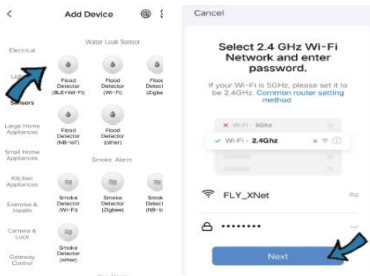 Add Device
Water Leak Sensor
Electrical
Flood
Detector
(BLE+Wi-Fi)
Flood
Detector
(Wi-Fi)
Flood
Detector
(Zigbee
Sensors
Large Home
Appliances
Flood
Detector
(NB-IoT)
Flood
Detector
(other)
Small Home
Appliances
Smoke Alarm
Kitchen
Appliances
Smoke
Detector
(Wi-Fi)
Smoke
Detector
(Zigbee)
Smoke
Detector
(NB-Io
Exercise &
Health
Camera &
Lock
Smoke
Detector
(other)
Gateway
Control
Cancel
Select 2.4 GHz Wi-Fi
Network and enter
password.
If your Wi-Fi is 5GHz, please set it to
be 2.4GHz. Common router setting
method
Wi-Fi - 5Ghz
Wi-Fi - 2.4Ghz
FLY_XNet
Next